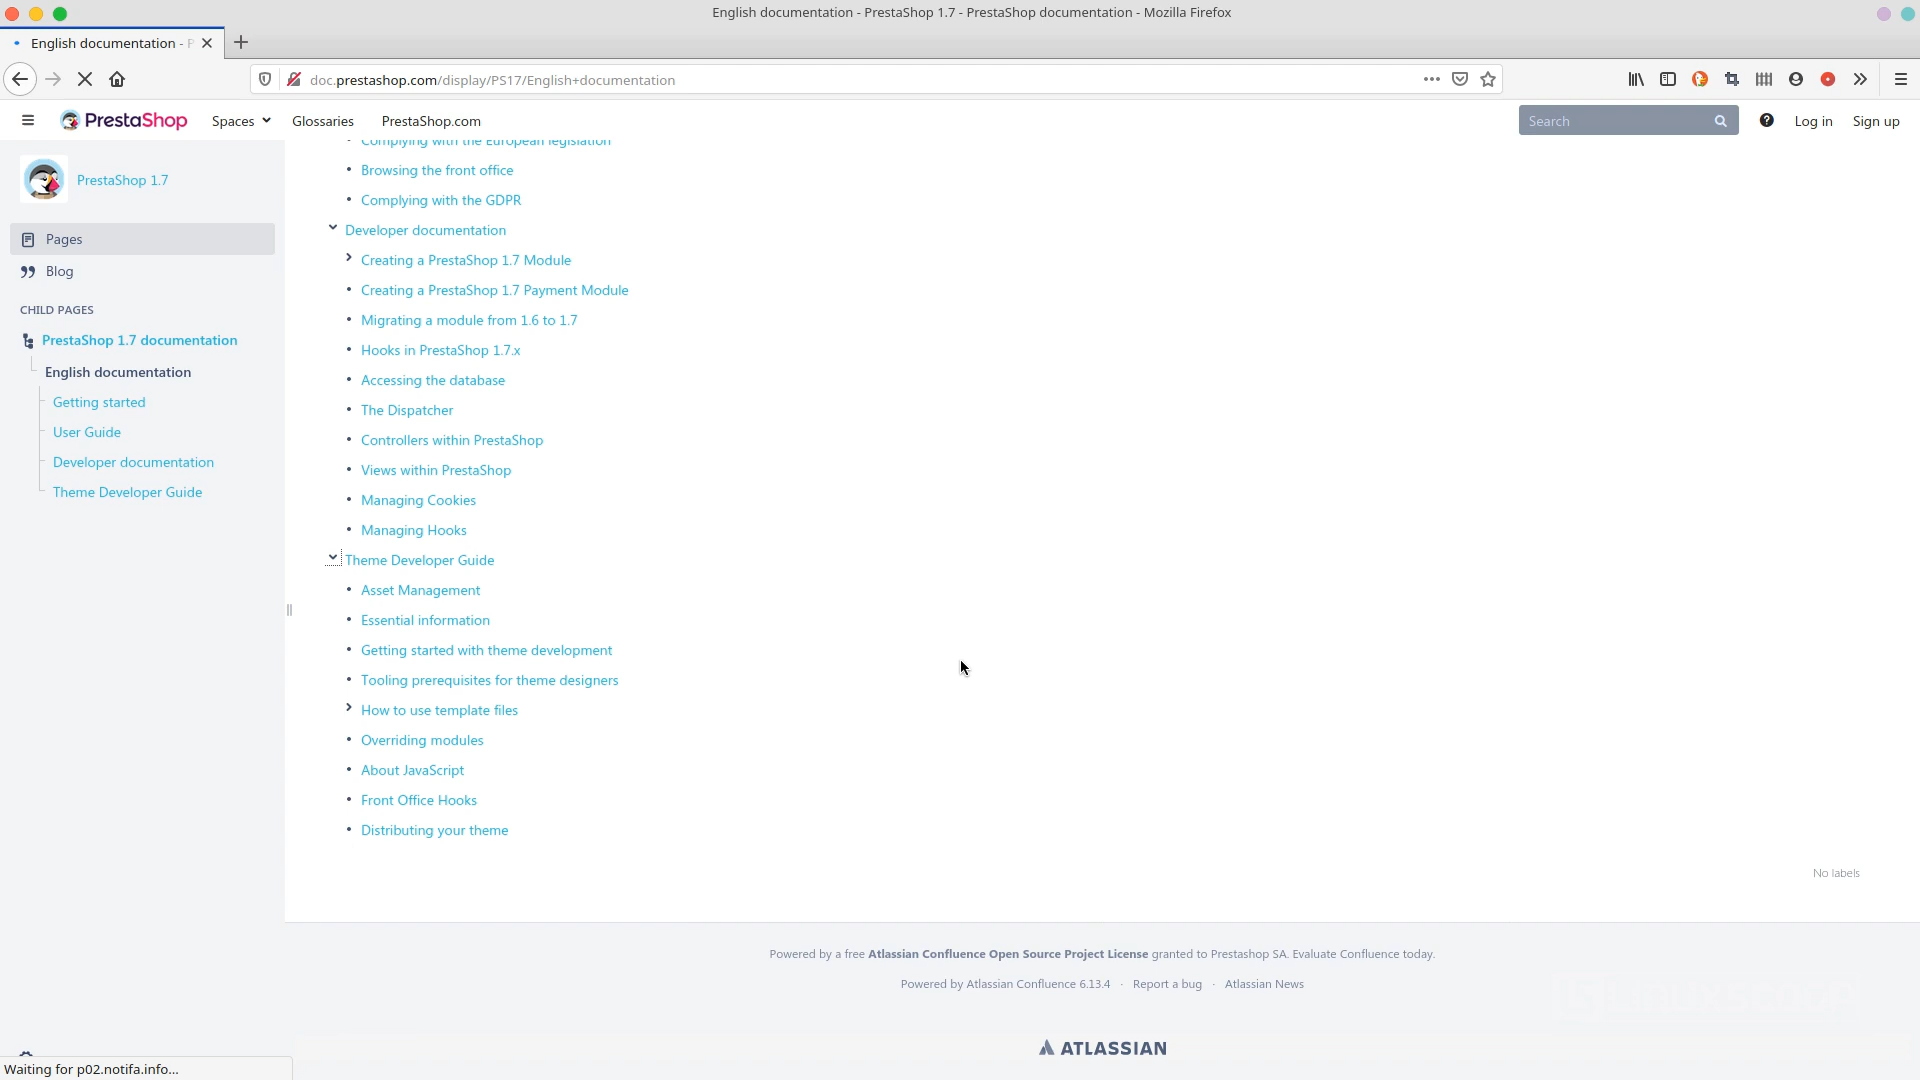 English documentation - PrestaShop 1.7 - PrestaShop documentation - Mozilla Firefox
English documentation - P
doc.prestashop.com/display/PS17/English+documentation
PrestaShop
Spaces
Glossaries
PrestaShop.com
Search
Log in
Sign up
PrestaShop 1.7
Pages
Blog
CHILD PAGES
PrestaShop 1.7 documentation
English documentation
Getting started
User Guide
Developer documentation
Theme Developer Guide
Complying with the European legislation
Browsing the front office
Complying with the GDPR
Developer documentation
Creating a PrestaShop 1.7 Module
Creating a PrestaShop 1.7 Payment Module
Migrating a module from 1.6 to 1.7
Hooks in PrestaShop 1.7.x
Accessing the database
The Dispatcher
Controllers within PrestaShop
Views within PrestaShop
Managing Cookies
Managing Hooks
Theme Developer Guide
Asset Management
Essential information
Getting started with theme development
Tooling prerequisites for theme designers
How to use template files
Overriding modules
About JavaScript
Front Office Hooks
Distributing your theme
No labels
Powered by a free Atlassian Confluence Open Source Project License granted to Prestashop SA. Evaluate Confluence today.
Powered by Atlassian Confluence 6.13.4 · Report a bug · Atlassian News
ATLASSIAN
Waiting for p02.notifa.info...